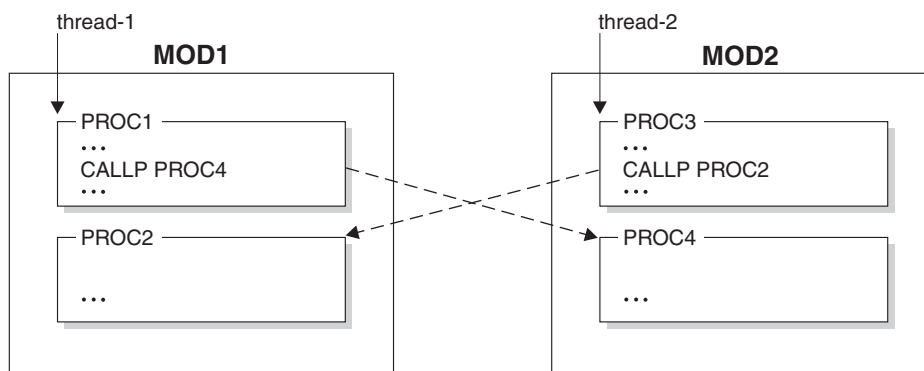 thread-1
MOD1
PROC1
...
CALLP PROC4
...
PROC2
...
thread-2
MOD2
PROC3
...
CALLP PROC2
...
PROC4
...